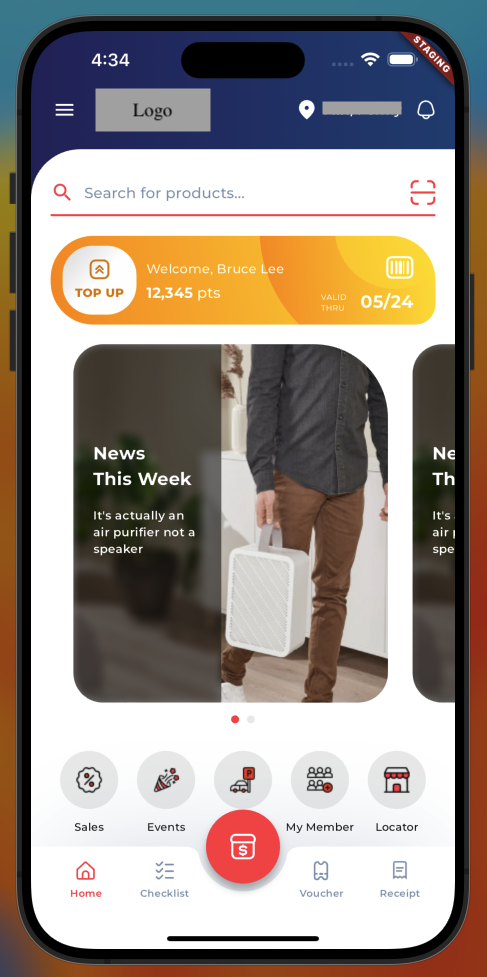 4:34
STAGING
Logo
Search for products...
Welcome, Bruce Lee
TOP UP
12,345 pts
VALID
THRU
05/24
News
This Week
It's actually an
air purifier not a
speaker
Ne
Th
It's
air p
spe
Sales
Events
My Member
Locator
Home
Checklist
Voucher
Receipt